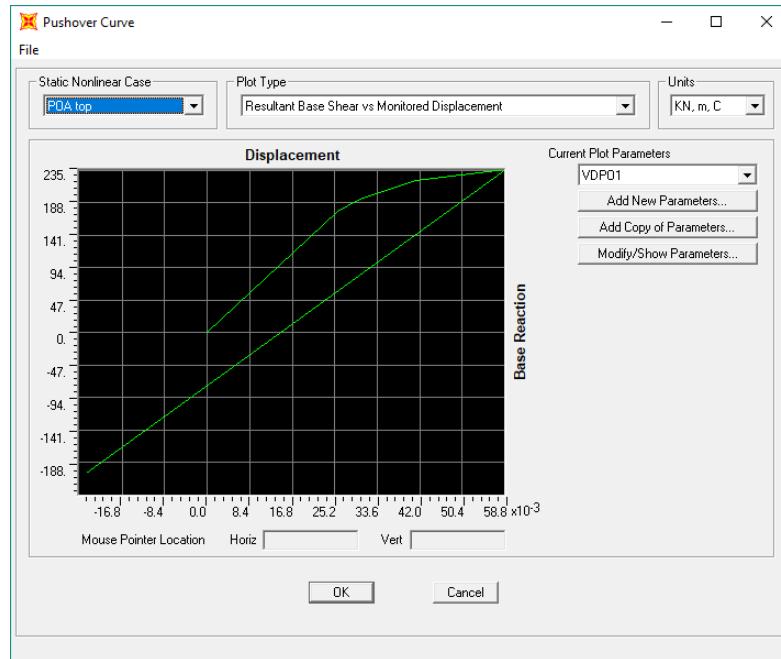 Pushover Curve
File
Static Nonlinear Case
POA top
Plot Type
Resultant Base Shear vs Monitored Displacement
Units
KN, m, C
Displacement
235.
188.
141.
94.
47.
0.
-47.
-94.
-141.
-188.
-16.8 -8.4 0.0 8.4 16.8 25.2 33.6 42.0 50.4 58.8 x10-3
Base Reaction
Current Plot Parameters
VDPO1
Add New Parameters...
Add Copy of Parameters...
Modify/Show Parameters...
Mouse Pointer Location Horiz Vert
OK Cancel